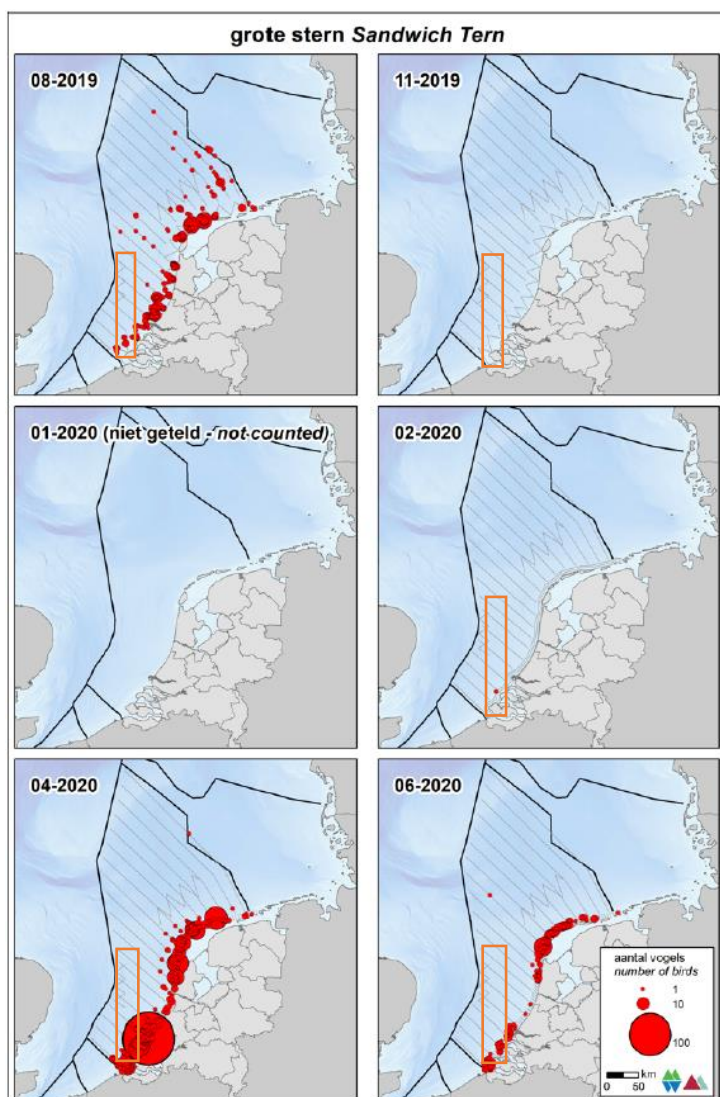 grote stern Sandwich Tern
08-2019
11-2019
01-2020 (niet geteld - not counted)
02-2020
04-2020
06-2020
aantal vogels
number of birds
1
10
100
km
0 50